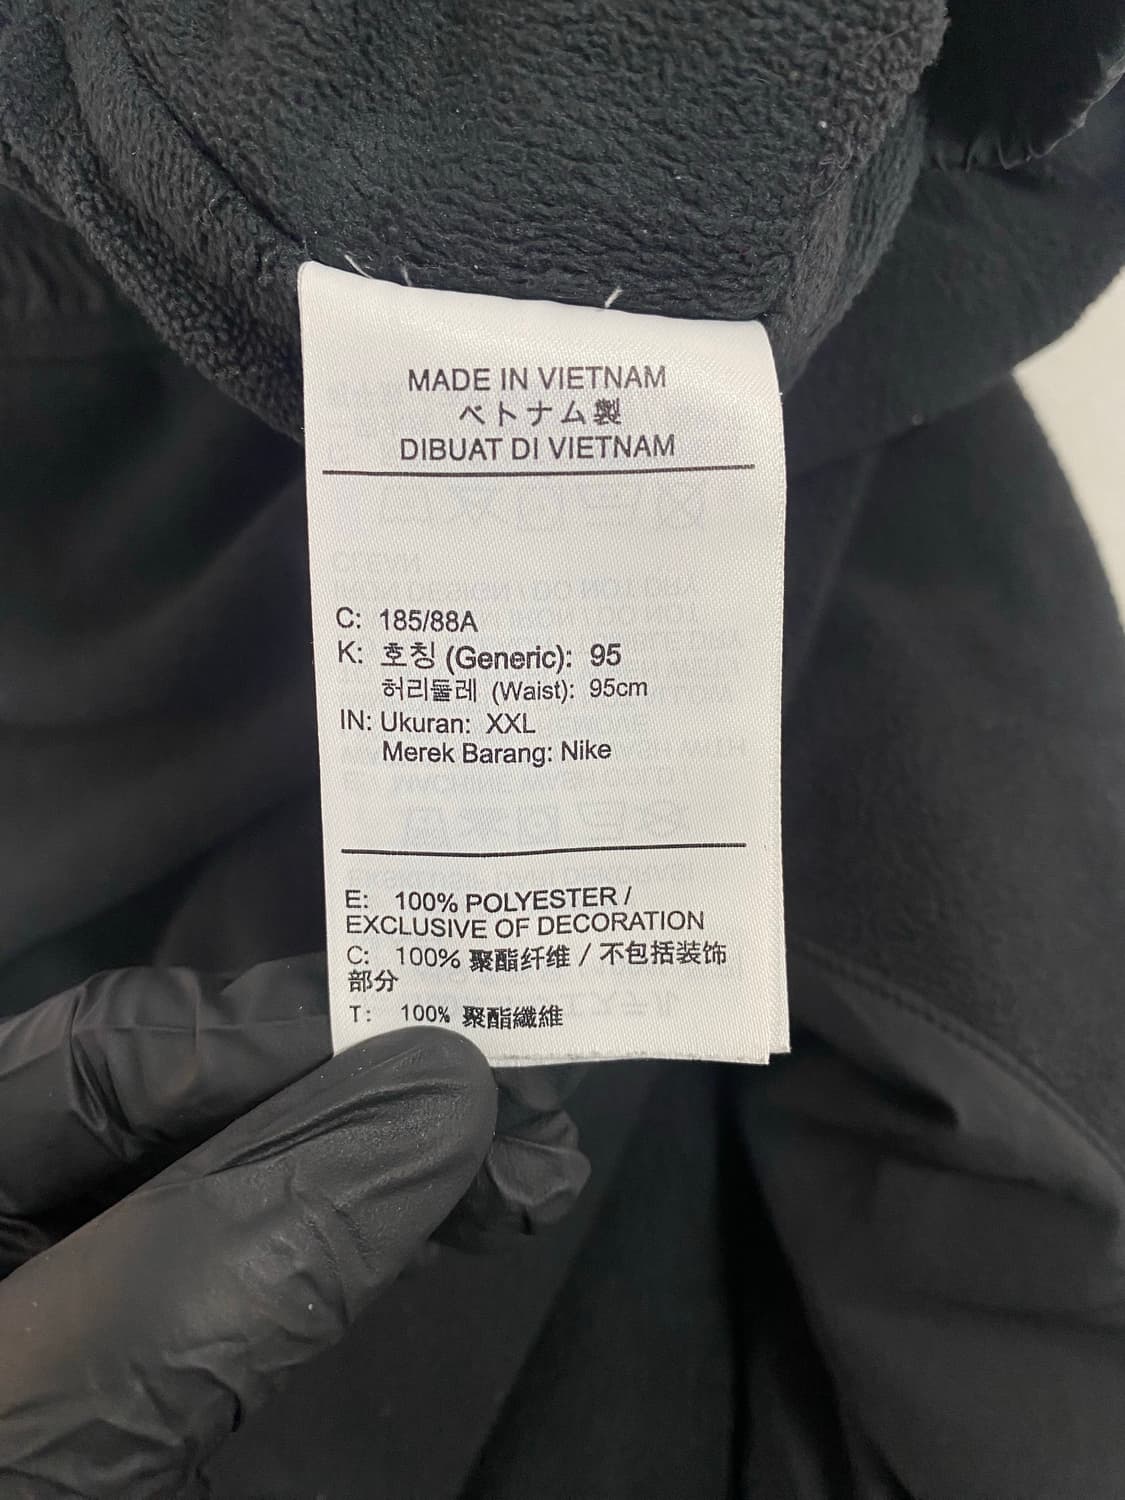 MADE IN VIETNAM
ベトナム製
DIBUAT DI VIETNAM
C: 185/88A
K: 호칭 (Generic): 95
허리둘레 (Waist): 95cm
IN: Ukuran: XXL
Merek Barang: Nike
E: 100% POLYESTER /
EXCLUSIVE OF DECORATION
C: 100% 聚酯纤维 / 不包括装饰
部分
T: 100% 聚酯纖維